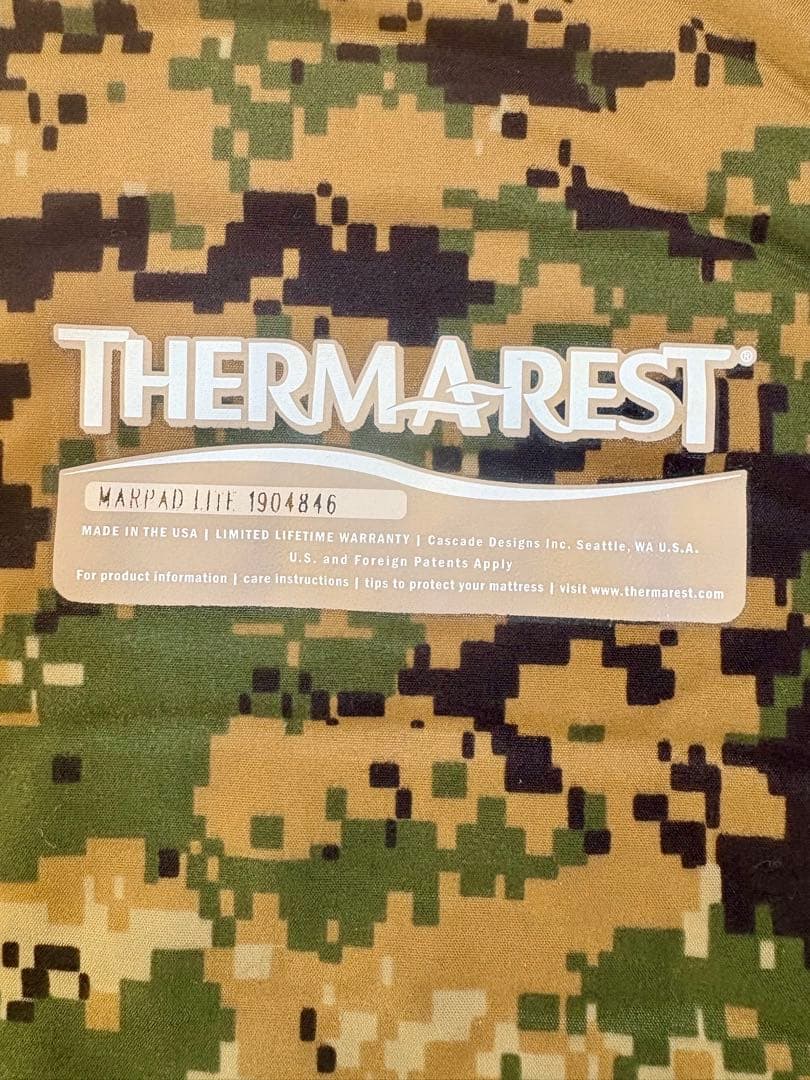 THERM-A-REST®
MARPAD LITE 1904846
MADE IN THE USA | LIMITED LIFETIME WARRANTY | Cascade Designs Inc. Seattle, WA U.S.A.
U.S. and Foreign Patents Apply
For product information | care instructions | tips to protect your mattress | visit www.thermarest.com